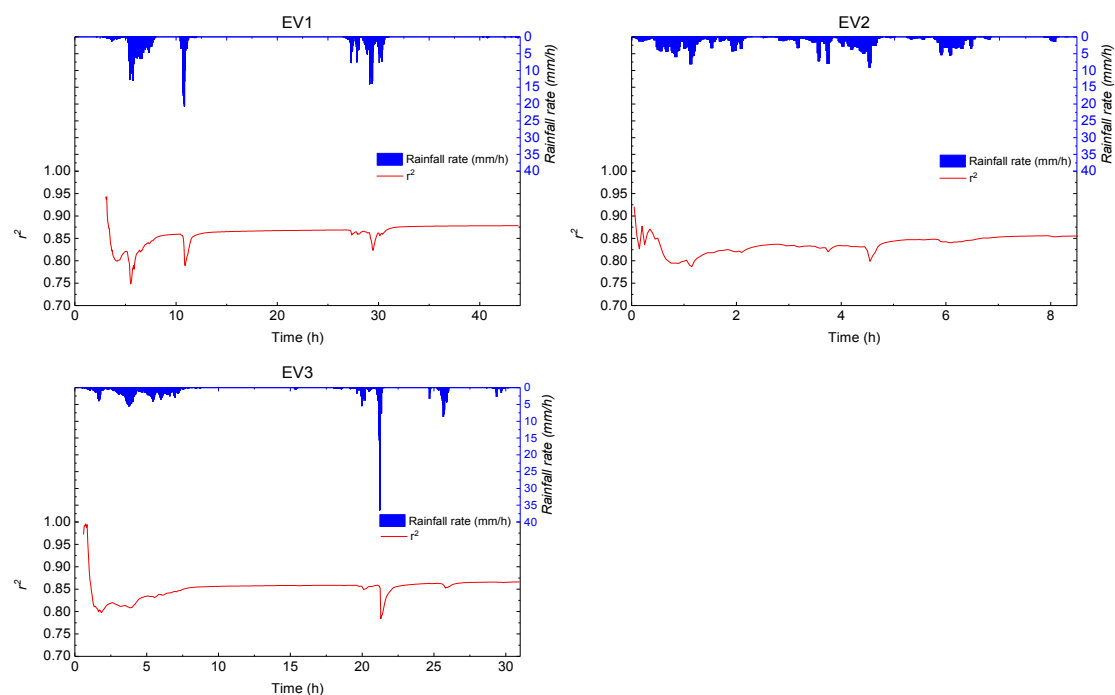 EV1
0
5
10
15
20
25
30
35
40
Rainfall rate (mm/h)
Rainfall rate (mm/h)
r²
1.00
0.95
0.90
0.85
0.80
0.75
0.70
r²
0 10 20 30 40
Time (h)
EV2
0
5
10
15
20
25
30
35
40
Rainfall rate (mm/h)
Rainfall rate (mm/h)
r²
1.00
0.95
0.90
0.85
0.80
0.75
0.70
r²
0 2 4 6 8
Time (h)
EV3
0
5
10
15
20
25
30
35
40
Rainfall rate (mm/h)
Rainfall rate (mm/h)
r²
1.00
0.95
0.90
0.85
0.80
0.75
0.70
r²
0 5 10 15 20 25 30
Time (h)